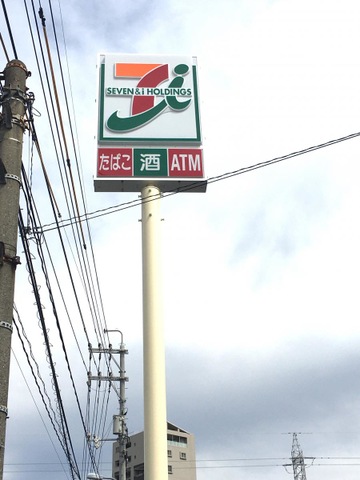 SEVEN & i HOLDINGS
たばこ 酒 ATM